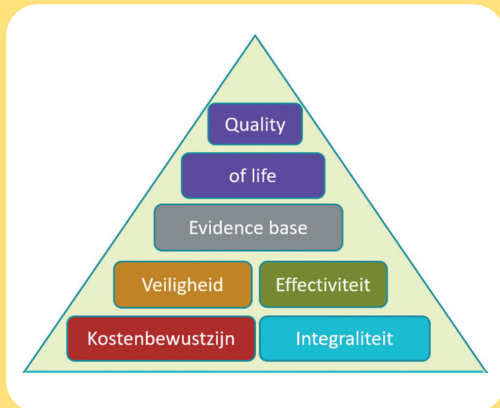 Quality
of life
Evidence base
Veiligheid Effectiviteit
Kostenbewustzijn Integraliteit